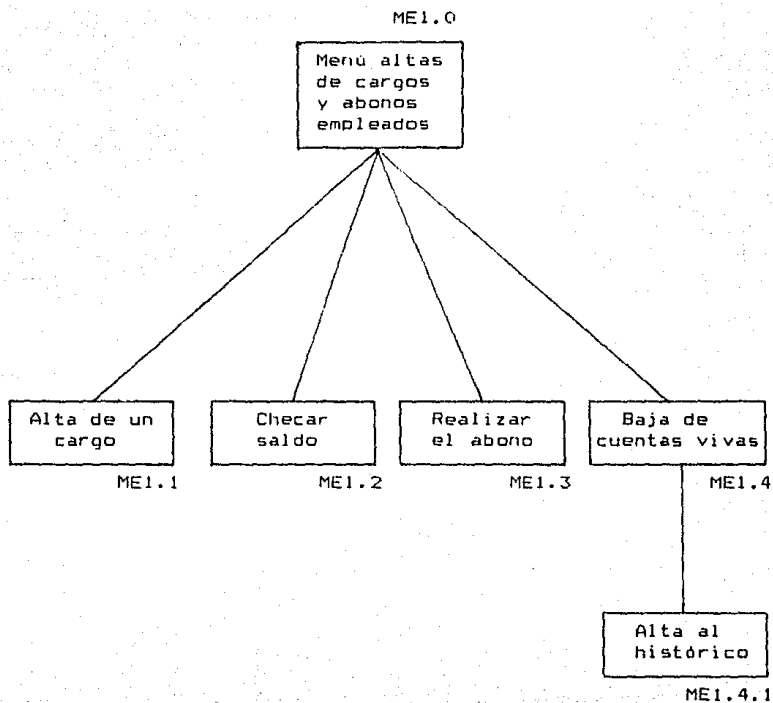 ME1.0
Menú altas
de cargos
y abonos
empleados
Alta de un
cargo
ME1.1
Checar
saldo
ME1.2
Realizar
el abono
ME1.3
Baja de
cuentas vivas
ME1.4
Alta al
histórico
ME1.4.1